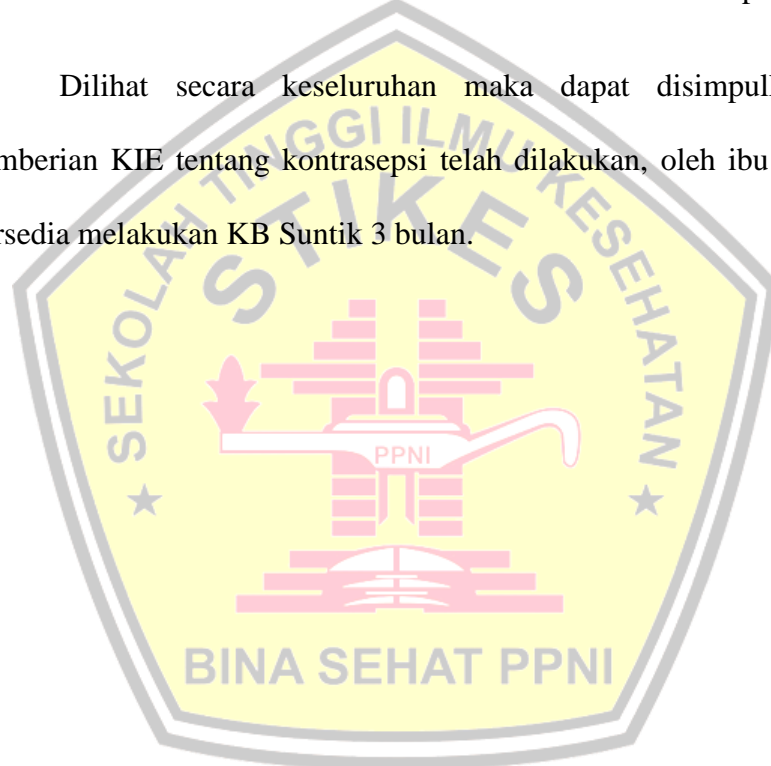 Dilihat secara keseluruhan maka dapat disimpul
mberian KIE tentang kontrasepsi telah dilakukan, oleh ibu
rsedia melakukan KB Suntik 3 bulan.
SEKOLAH TINGGI ILMU KESEHATAN
STIKES
PPNI
BINA SEHAT PPNI